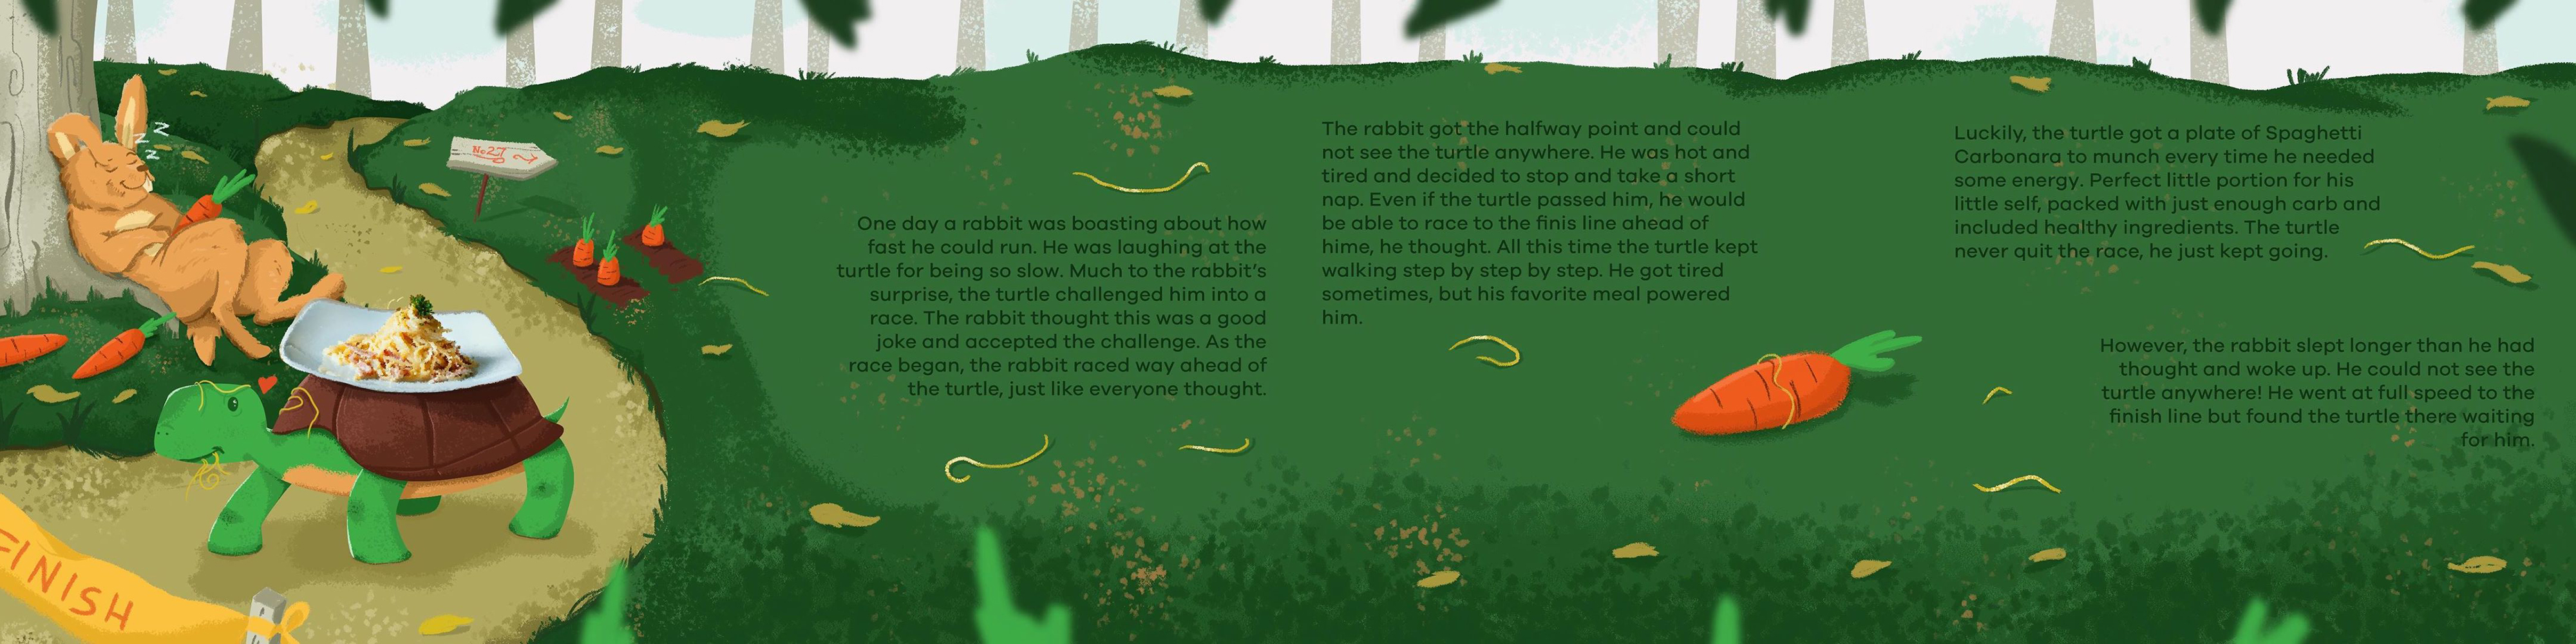 No27
One day a rabbit was boasting about how
fast he could run. He was laughing at the
turtle for being so slow. Much to the rabbit's
surprise, the turtle challenged him into a
race. The rabbit thought this was a good
joke and accepted the challenge. As the
race began, the rabbit raced way ahead of
the turtle, just like everyone thought.
The rabbit got the halfway point and could
not see the turtle anywhere. He was hot and
tired and decided to stop and take a short
nap. Even if the turtle passed him, he would
be able to race to the finis line ahead of
hime, he thought. All this time the turtle kept
walking step by step by step. He got tired
sometimes, but his favorite meal powered
him.
Luckily, the turtle got a plate of Spaghetti
Carbonara to munch every time he needed
some energy. Perfect little portion for his
little self, packed with just enough carb and
included healthy ingredients. The turtle
never quit the race, he just kept going.
However, the rabbit slept longer than he had
thought and woke up. He could not see the
turtle anywhere! He went at full speed to the
finish line but found the turtle there waiting
for him.
z
z
z
FINISH